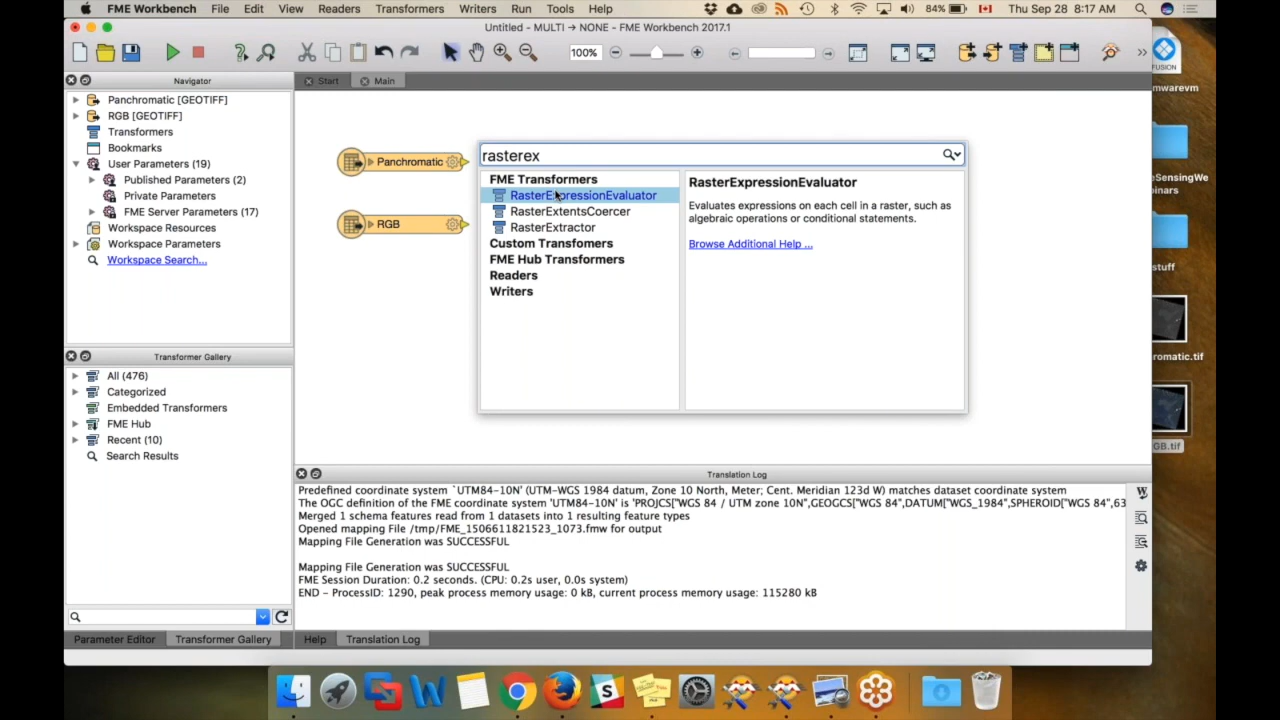 FME Workbench File Edit View Readers Transformers Writers Run Tools Help 84% Thu Sep 28 8:17 AM
Untitled - MULTI → NONE - FME Workbench 2017.1
100%
Navigator
Panchromatic [GEOTIFF]
RGB [GEOTIFF]
Transformers
Bookmarks
User Parameters (19)
Published Parameters (2)
Private Parameters
FME Server Parameters (17)
Workspace Resources
Workspace Parameters
Workspace Search...
Transformer Gallery
All (476)
Categorized
Embedded Transformers
FME Hub
Recent (10)
Search Results
Parameter Editor Transformer Gallery
Start Main
Panchromatic
RGB
rasterex
FME Transformers
RasterExpressionEvaluator
RasterExtentsCoercer
RasterExtractor
Custom Transfomers
FME Hub Transformers
Readers
Writers
RasterExpressionEvaluator
Evaluates expressions on each cell in a raster, such as
algebraic operations or conditional statements.
Browse Additional Help ...
Translation Log
Predefined coordinate system `UTM84-10N' (UTM-WGS 1984 datum, Zone 10 North, Meter; Cent. Meridian 123d W) matches dataset coordinate system
The OGC definition of the FME coordinate system 'UTM84-10N' is 'PROJCS["WGS 84 / UTM zone 10N",GEOGCS["WGS 84",DATUM["WGS_1984",SPHEROID["WGS 84",63
Merged 1 schema features read from 1 datasets into 1 resulting feature types
Opened mapping File /tmp/FME_1506611821523_1073.fmw for output
Mapping File Generation was SUCCESSFUL
Mapping File Generation was SUCCESSFUL
FME Session Duration: 0.2 seconds. (CPU: 0.2s user, 0.0s system)
END - ProcessID: 1290, peak process memory usage: 0 kB, current process memory usage: 115280 kB
Help Translation Log
FUSION
mwarevm
eSensingWe
inars
stuff
romatic.tif
GB.tif